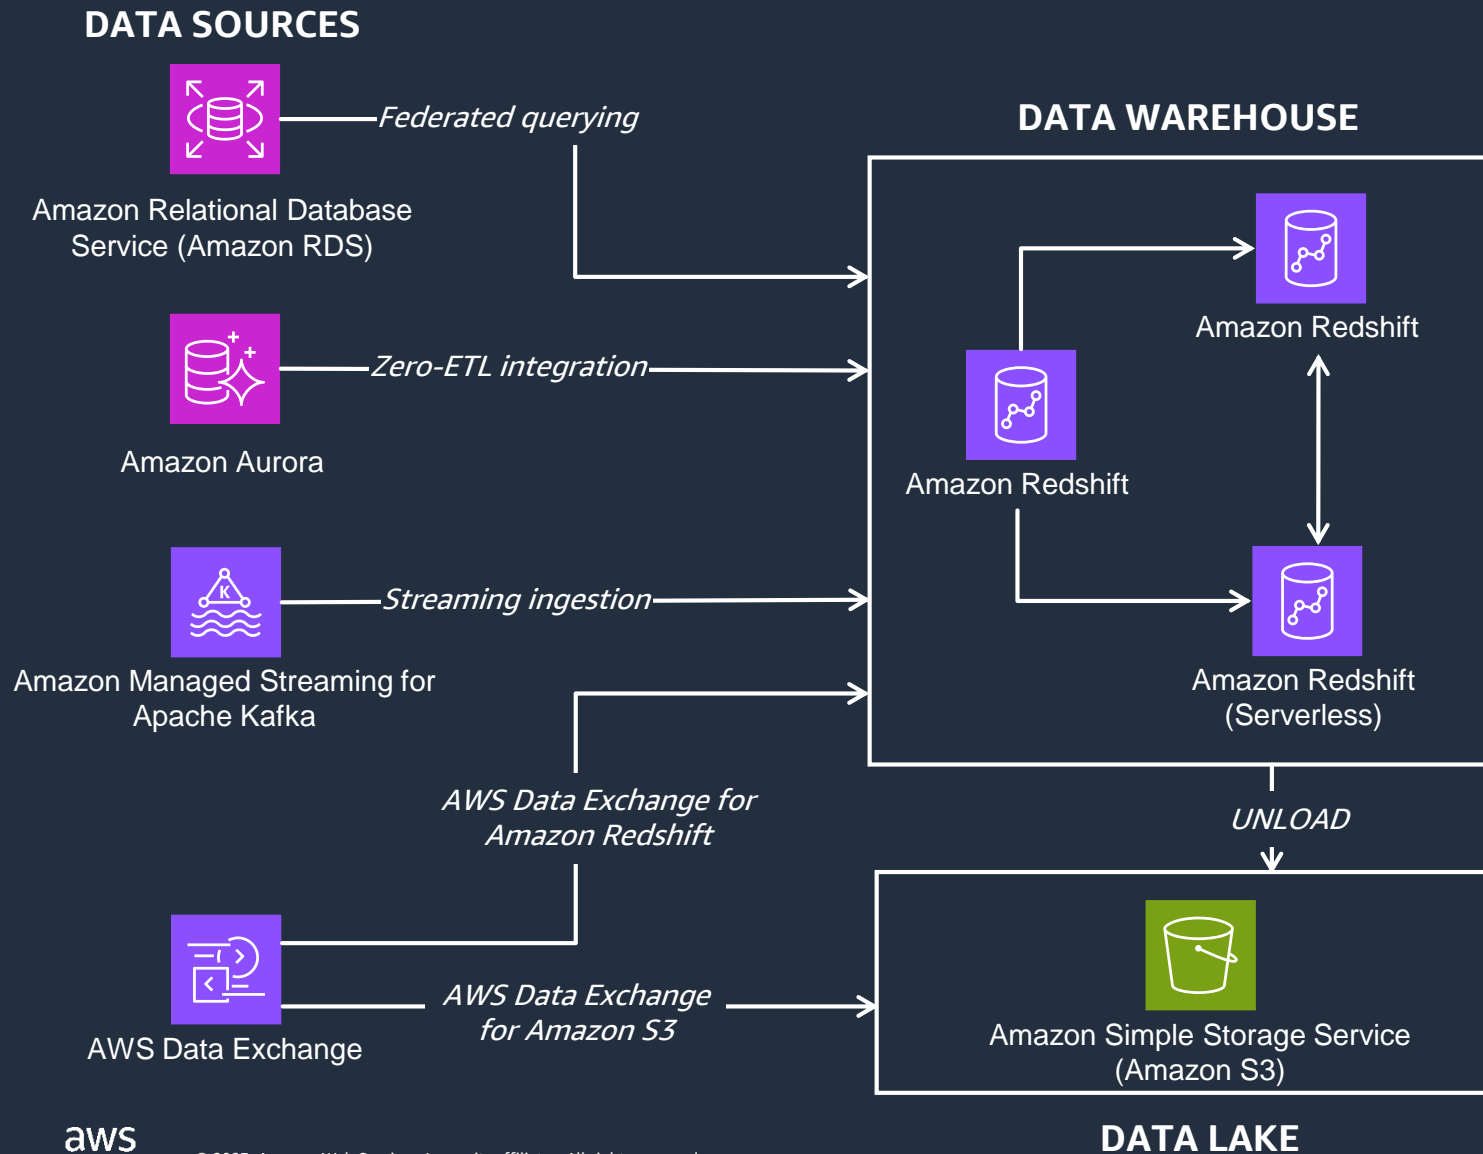 DATA SOURCES
Federated querying
Amazon Relational Database
Service (Amazon RDS)
Zero-ETL integration
Amazon Aurora
Streaming ingestion
Amazon Managed Streaming for
Apache Kafka
AWS Data Exchange for
Amazon Redshift
AWS Data Exchange
for Amazon S3
AWS Data Exchange
DATA WAREHOUSE
Amazon Redshift
Amazon Redshift
Amazon Redshift
(Serverless)
UNLOAD
Amazon Simple Storage Service
(Amazon S3)
DATA LAKE
K
aws